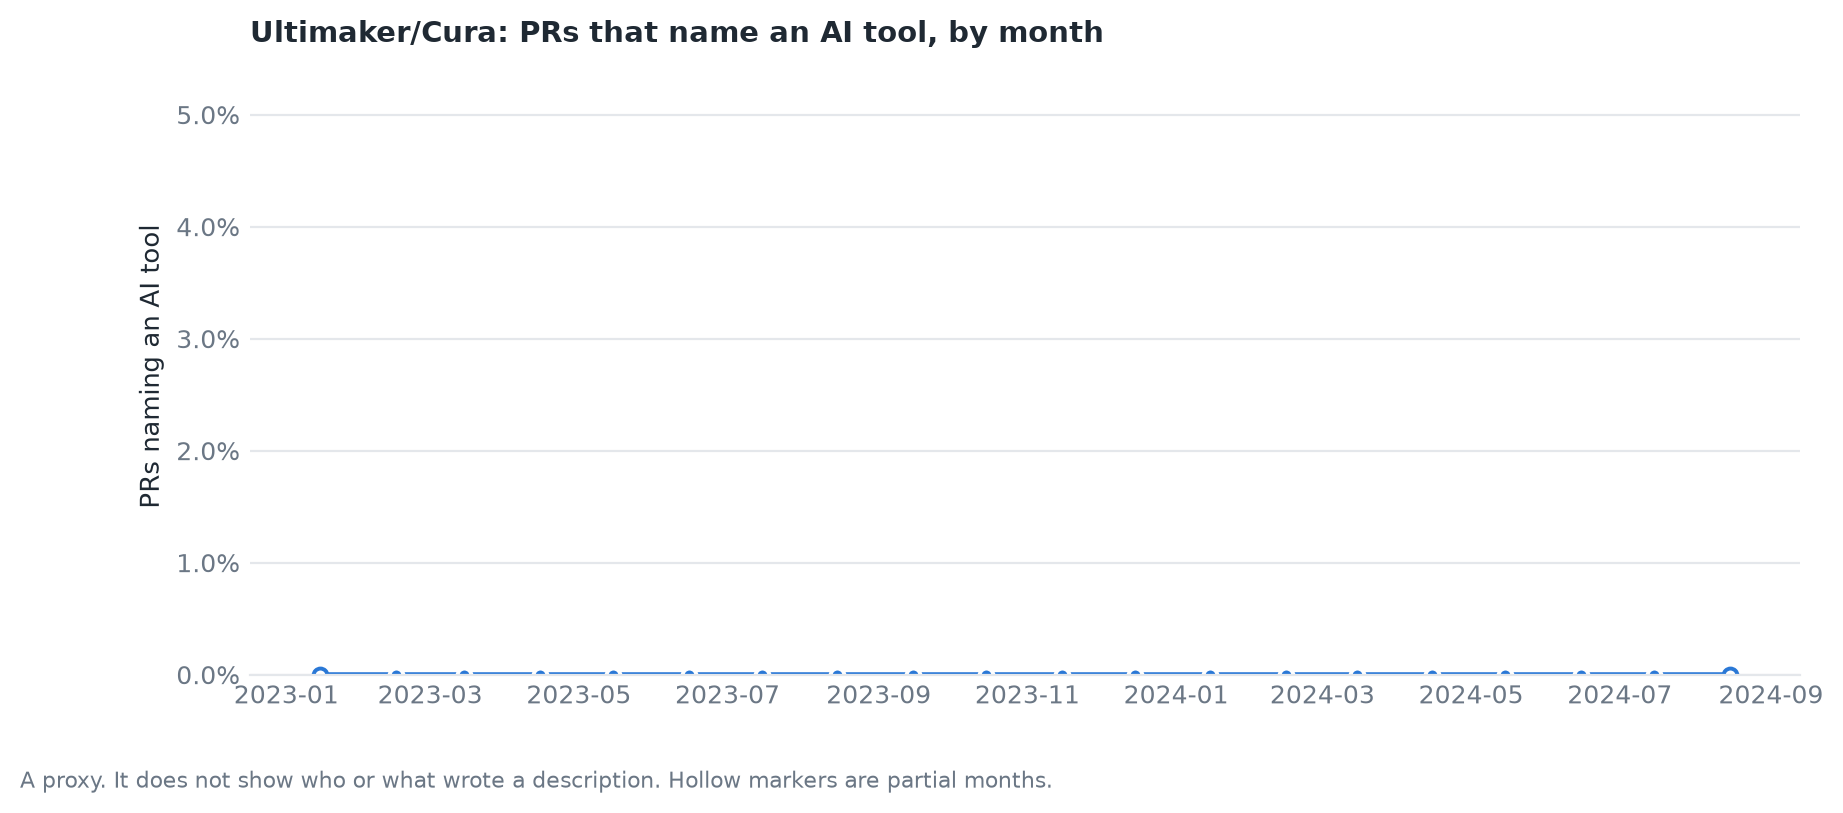 Ultimaker/Cura: PRs that name an AI tool, by month
PRs naming an AI tool
5.0%
4.0%
3.0%
2.0%
1.0%
0.0%
2023-01 2023-03 2023-05 2023-07 2023-09 2023-11 2024-01 2024-03 2024-05 2024-07 2024-09
A proxy. It does not show who or what wrote a description. Hollow markers are partial months.